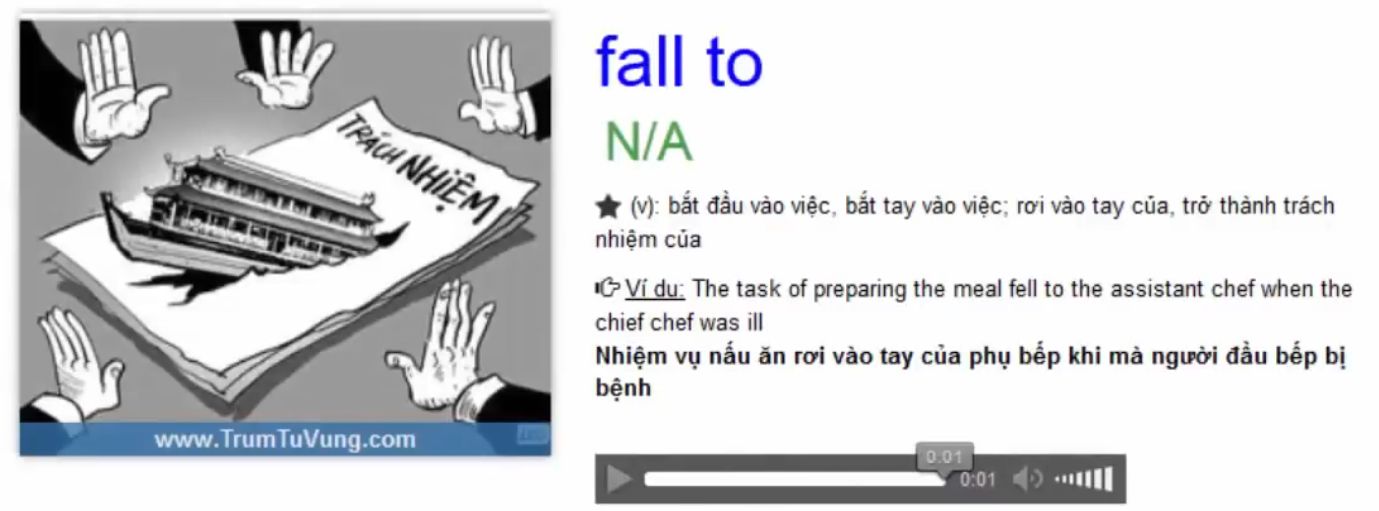 TRÁCH NHIỆM
www.TrumTuVung.com
fall to
N/A
(v): bắt đầu vào việc, bắt tay vào việc; rơi vào tay của, trở thành trách
nhiệm của
Ví dụ: The task of preparing the meal fell to the assistant chef when the
chief chef was ill
Nhiệm vụ nấu ăn rơi vào tay của phụ bếp khi mà người đầu bếp bị
bệnh
0:01
0:01